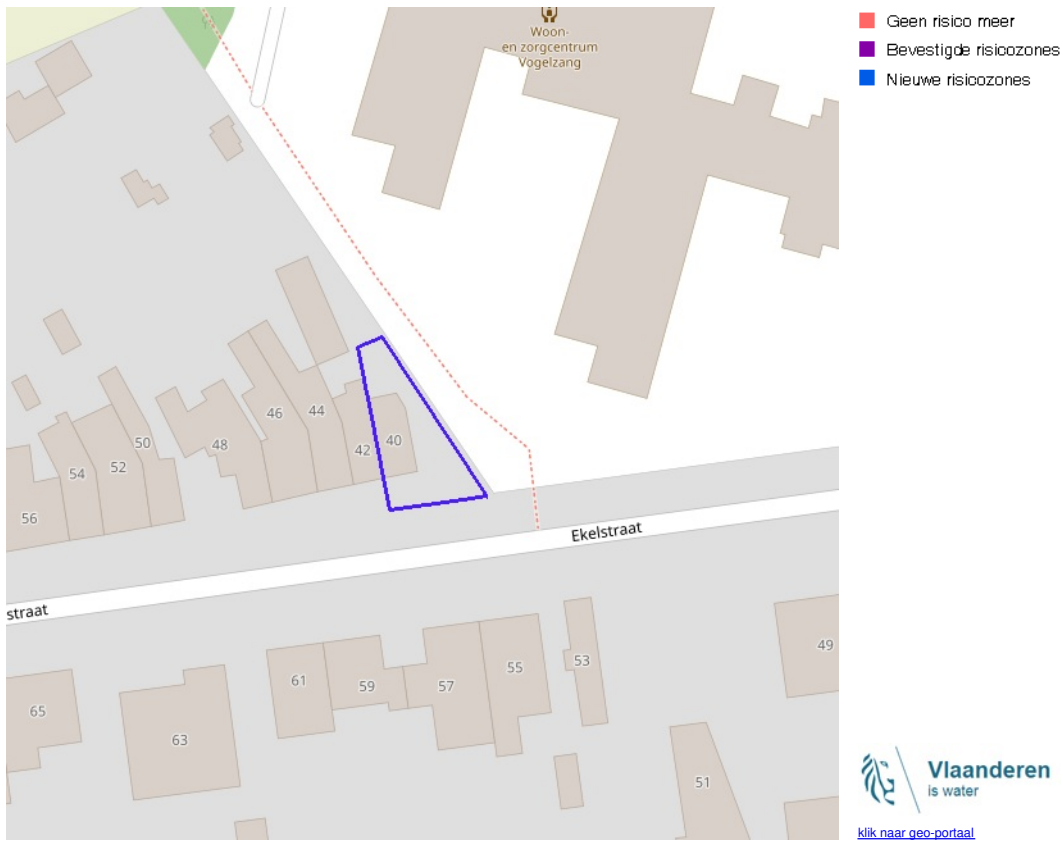 Woon-
en zorgcentrum
Vogelzang
Geen risico meer
Bevestigde risicozones
Nieuwe risicozones
46
44
50
48
42
40
54
52
56
Ekelstraat
straat
61
59
57
55
53
49
65
63
51
Vlaanderen
is water
klik naar geo-portaal